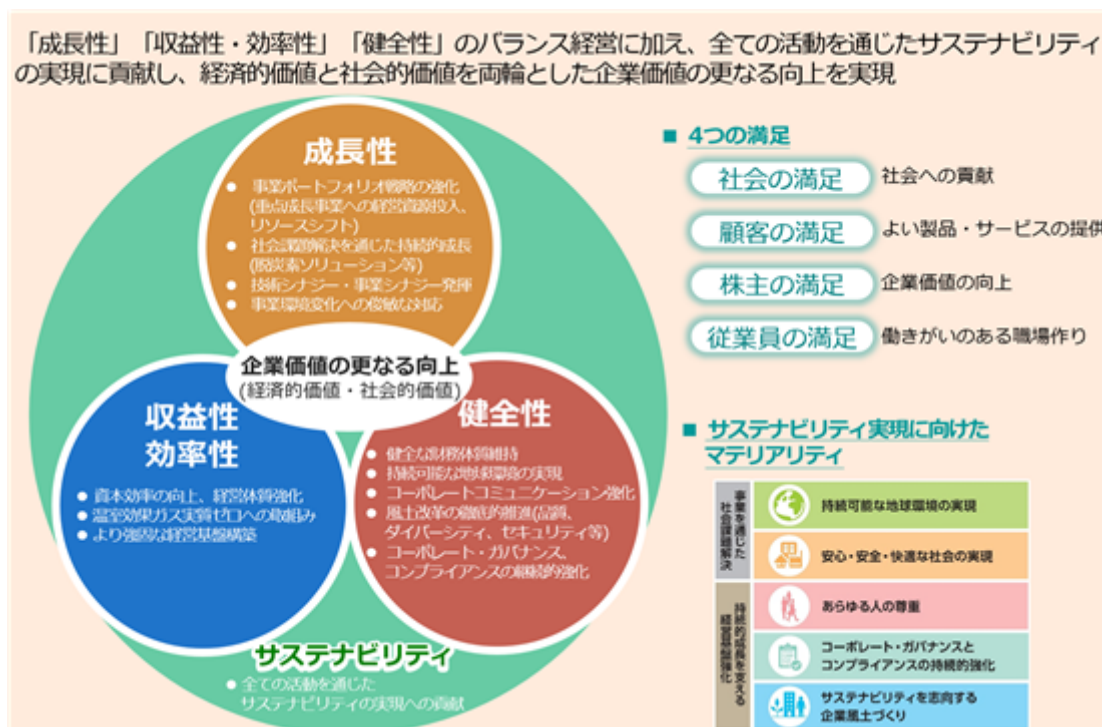 「成長性」「収益性・効率性」「健全性」のバランス経営に加え、全ての活動を通じたサステナビリティ
の実現に貢献し、経済的価値と社会的価値を両輪とした企業価値の更なる向上を実現
成長性
● 事業ポートフォリオ戦略の強化
(重点成長事業への経営資源投入、
リソースシフト)
● 社会課題解決を通じた持続的成長
(脱炭素ソリューション等)
● 技術シナジー・事業シナジー発揮
● 事業環境変化への俊敏な対応
企業価値の更なる向上
(経済的価値・社会的価値)
収益性
効率性
● 資本効率の向上、経営体質強化
● 温室効果ガス実質ゼロへの取組み
● より強固な経営基盤構築
健全性
● 健全な財務体質維持
● 持続可能な地球環境の実現
● コーポレートコミュニケーション強化
● 風土改革の徹底的推進(品質、
ダイバーシティ、セキュリティ等)
● コーポレート・ガバナンス、
コンプライアンスの継続的強化
サステナビリティ
● 全ての活動を通じた
サステナビリティの実現への貢献
■ 4つの満足
社会の満足 社会への貢献
顧客の満足 よい製品・サービスの提供
株主の満足 企業価値の向上
従業員の満足 働きがいのある職場作り
■ サステナビリティ実現に向けた
マテリアリティ
事業を通じた
社会課題解決
持続可能な地球環境の実現
安心・安全・快適な社会の実現
持続的成長を支える
経営基盤強化
あらゆる人の尊重
コーポレート・ガバナンスと
コンプライアンスの持続的強化
サステナビリティを志向する
企業風土づくり